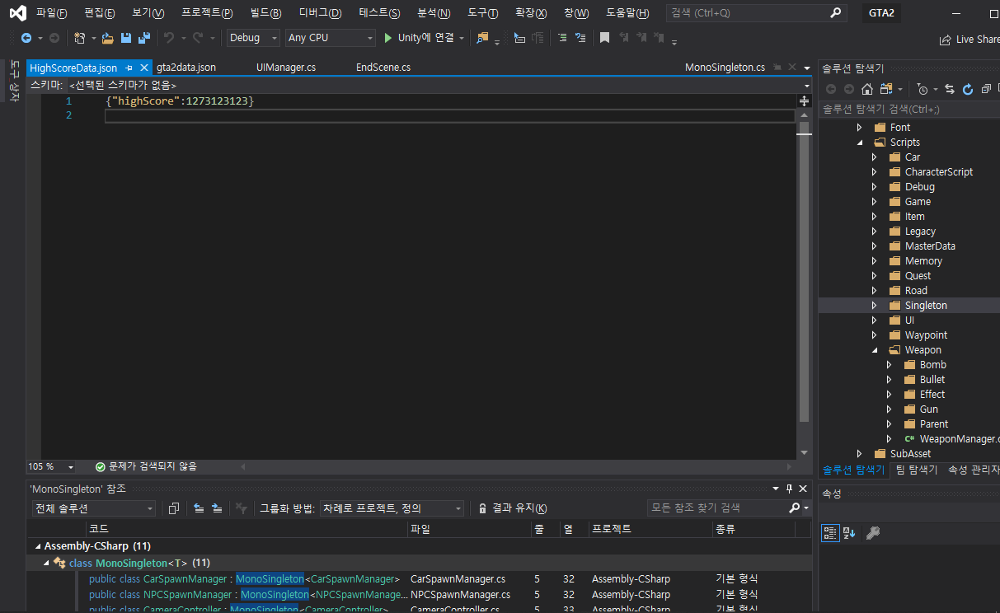 파일(F) 편집(E) 보기(V) 프로젝트(P) 빌드(B) 디버그(D) 테스트(S) 분석(N) 도구(T) 확장(X) 창(W) 도움말(H) 검색 (Ctrl+Q) GTA2
Debug Any CPU Unity에 연결 Live Share
도구 상자
HighScoreData.json gta2data.json UIManager.cs EndScene.cs MonoSingleton.cs
스키마: <선택된 스키마가 없음>
1 {"highScore":1273123123}
2
105 % 문제가 검색되지 않음
솔루션 탐색기
솔루션 탐색기 검색(Ctrl+;)
Font
Scripts
Car
CharacterScript
Debug
Game
Item
Legacy
MasterData
Memory
Quest
Road
Singleton
UI
Waypoint
Weapon
Bomb
Bullet
Effect
Gun
Parent
C# WeaponManager.c
SubAsset
솔루션 탐색기 팀 탐색기 속성 관리자
속성
'MonoSingleton' 참조
전체 솔루션 그룹화 방법: 차례로 프로젝트, 정의 결과 유지(K) 모든 참조 찾기 검색
코드 파일 줄 열 프로젝트 종류
Assembly-CSharp (11)
class MonoSingleton<T> (11)
public class CarSpawnManager : MonoSingleton<CarSpawnManager> CarSpawnManager.cs 5 32 Assembly-CSharp 기본 형식
public class NPCSpawnManager : MonoSingleton<NPCSpawnManage... NPCSpawnManager.cs 5 32 Assembly-CSharp 기본 형식
public class CameraController : MonoSingleton<CameraController> CameraController.cs 5 33 Assembly-CSharp 기본 형식